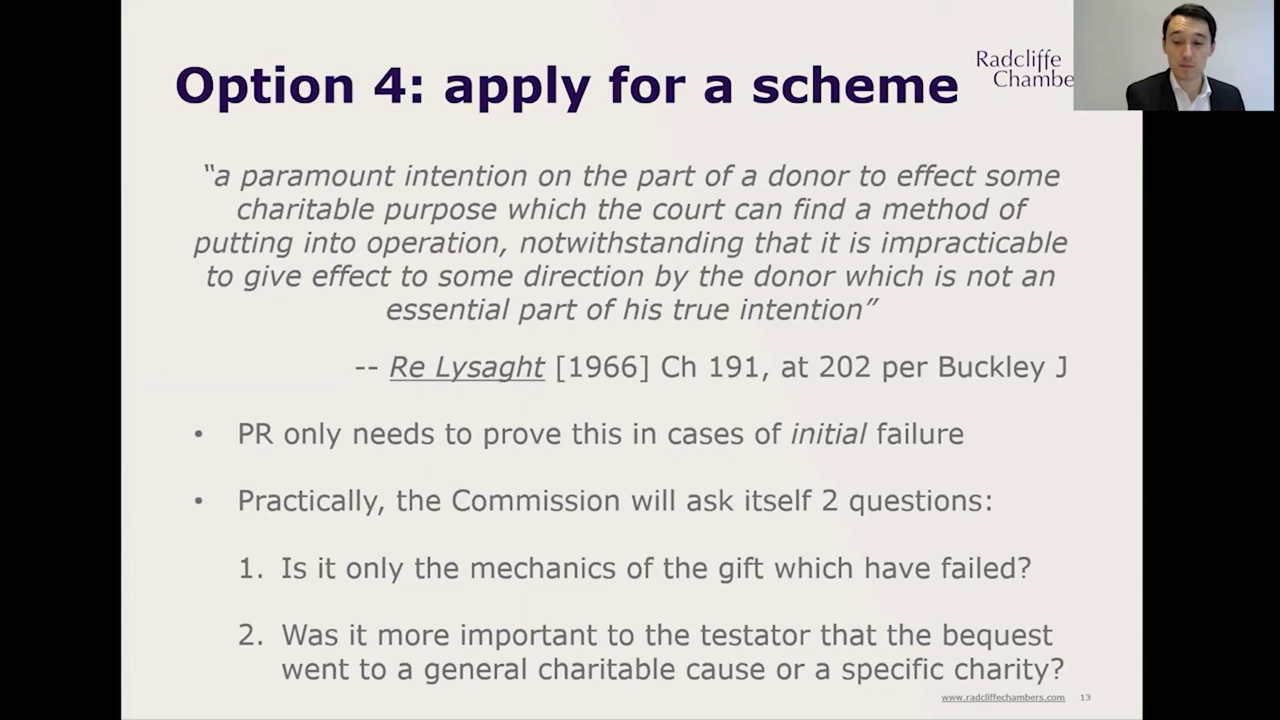 Option 4: apply for a scheme
Radcliffe
Chambe
“a paramount intention on the part of a donor to effect some
charitable purpose which the court can find a method of
putting into operation, notwithstanding that it is impracticable
to give effect to some direction by the donor which is not an
essential part of his true intention”
-- Re Lysaght [1966] Ch 191, at 202 per Buckley J
• PR only needs to prove this in cases of initial failure
• Practically, the Commission will ask itself 2 questions:
1. Is it only the mechanics of the gift which have failed?
2. Was it more important to the testator that the bequest
went to a general charitable cause or a specific charity?
www.radcliffechambers.com 13